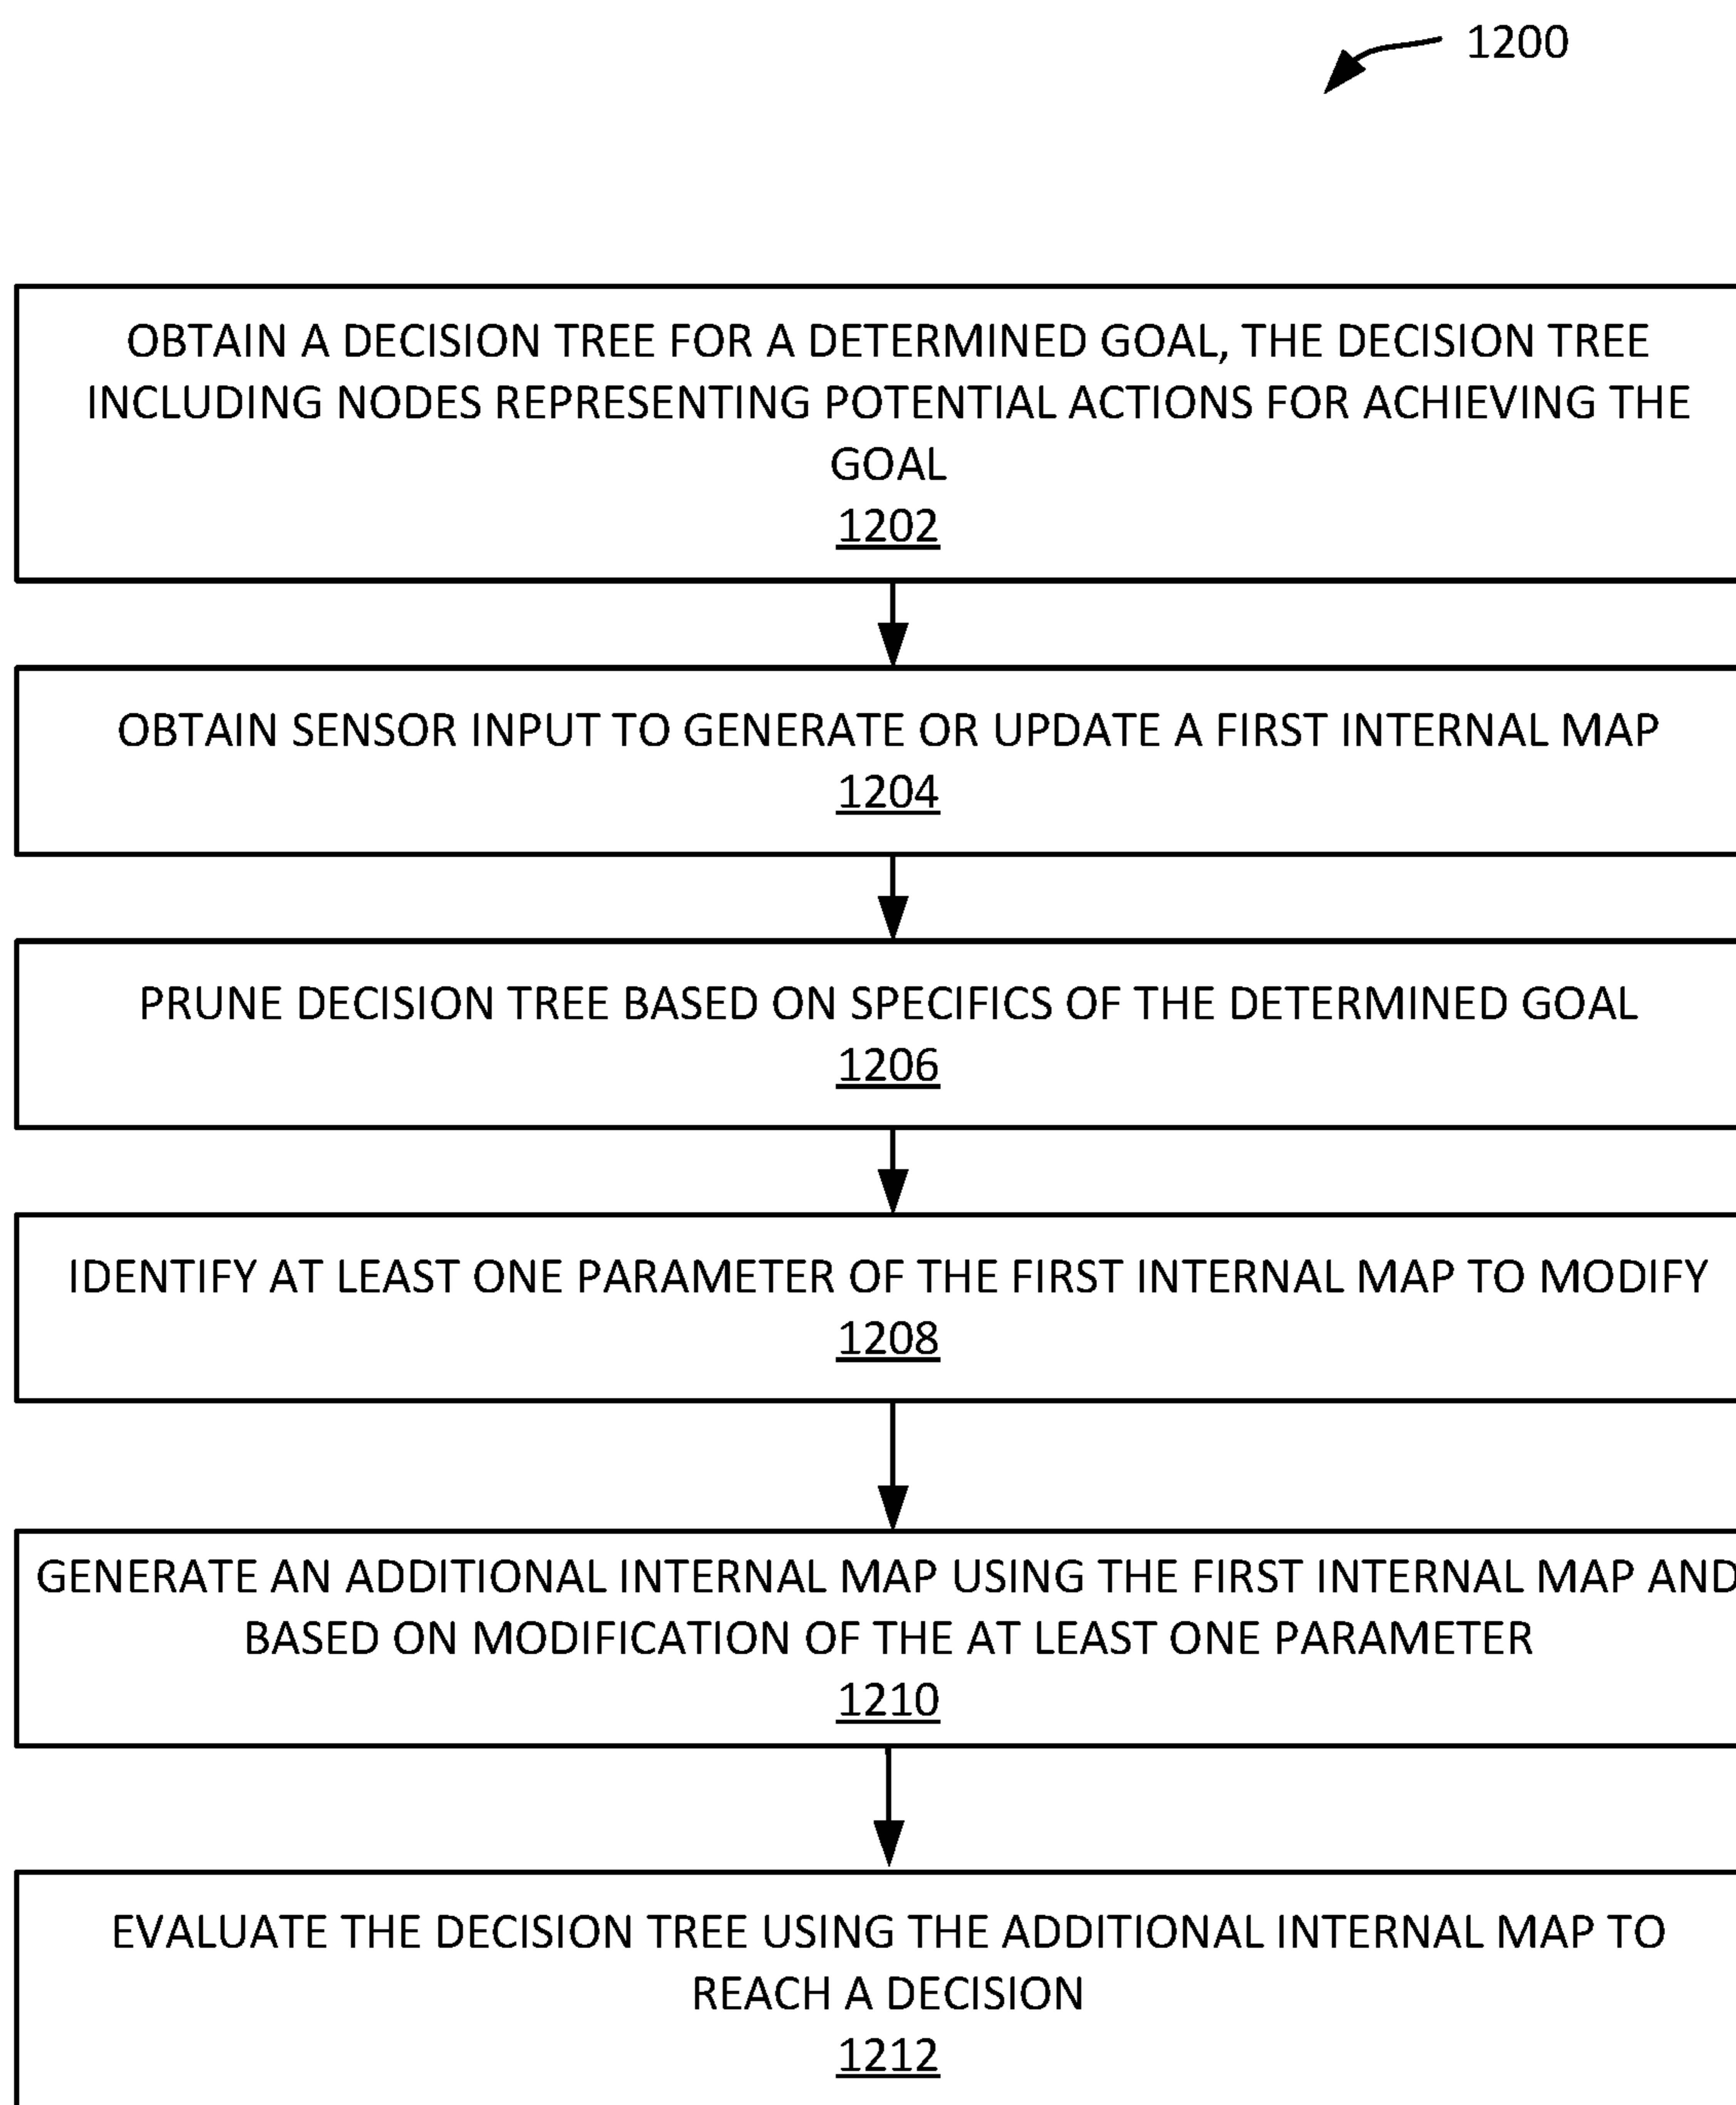 1200
OBTAIN A DECISION TREE FOR A DETERMINED GOAL, THE DECISION TREE
INCLUDING NODES REPRESENTING POTENTIAL ACTIONS FOR ACHIEVING THE
GOAL
1202
OBTAIN SENSOR INPUT TO GENERATE OR UPDATE A FIRST INTERNAL MAP
1204
PRUNE DECISION TREE BASED ON SPECIFICS OF THE DETERMINED GOAL
1206
IDENTIFY AT LEAST ONE PARAMETER OF THE FIRST INTERNAL MAP TO MODIFY
1208
GENERATE AN ADDITIONAL INTERNAL MAP USING THE FIRST INTERNAL MAP AND
BASED ON MODIFICATION OF THE AT LEAST ONE PARAMETER
1210
EVALUATE THE DECISION TREE USING THE ADDITIONAL INTERNAL MAP TO
REACH A DECISION
1212